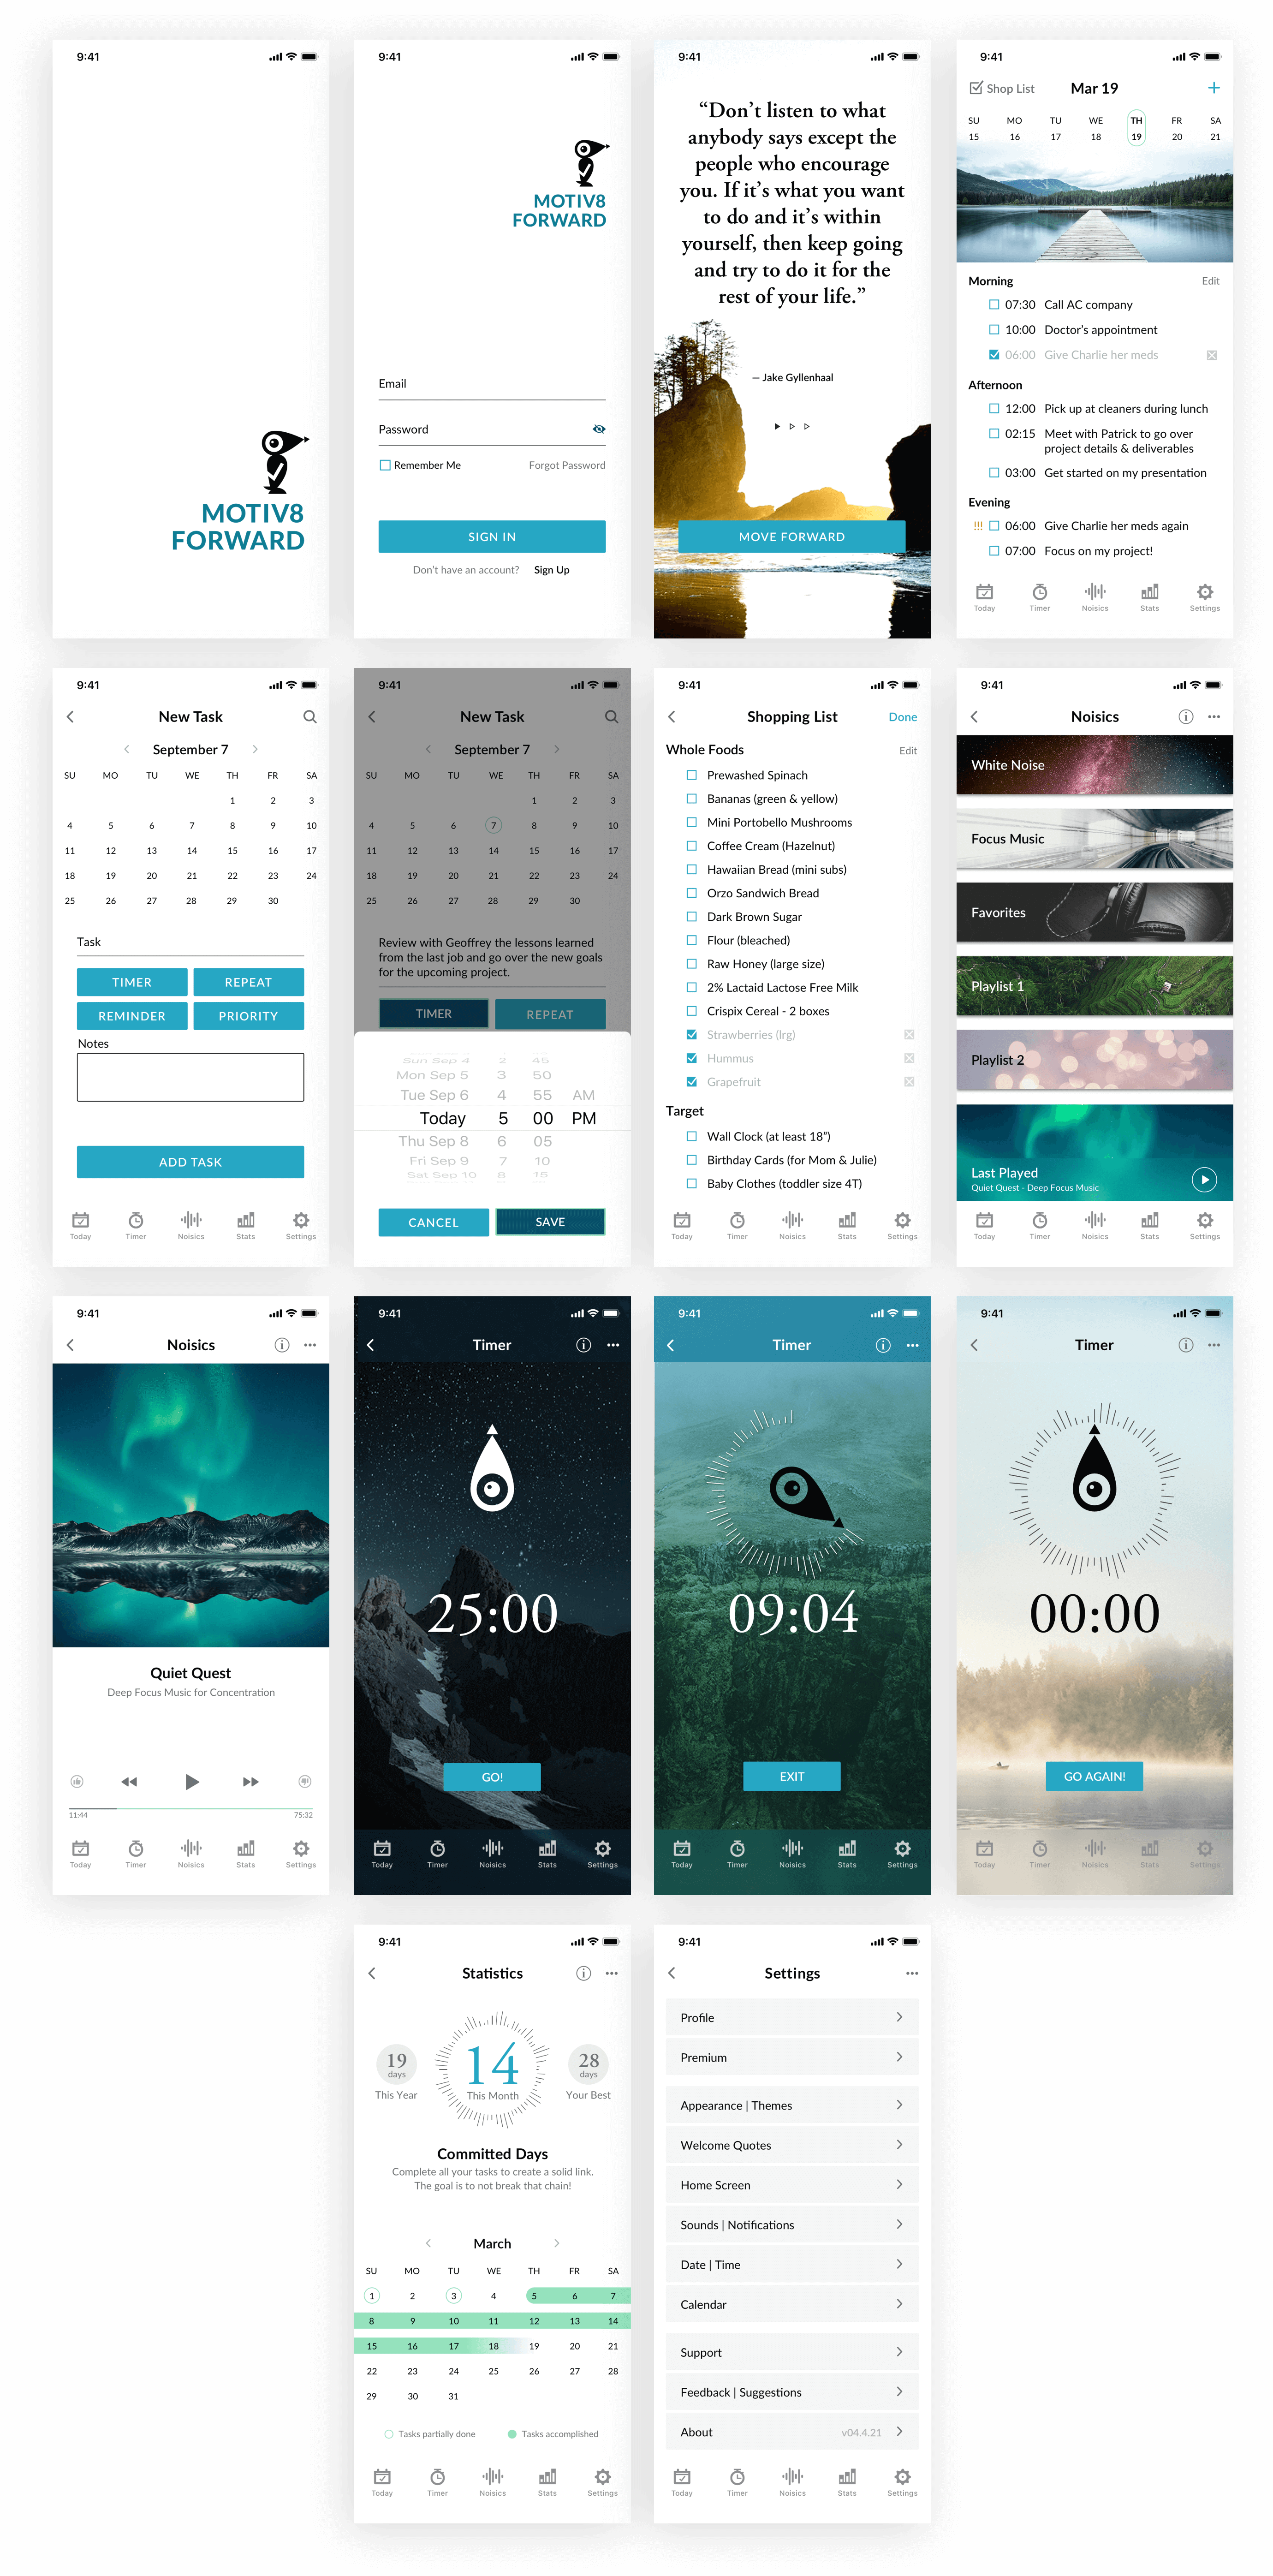 9:41
MOTIV8
FORWARD
9:41
MOTIV8
FORWARD
Email
Password
Remember Me Forgot Password
SIGN IN
Don't have an account? Sign Up
9:41
“Don’t listen to what
anybody says except the
people who encourage
you. If it’s what you want
to do and it’s within
yourself, then keep going
and try to do it for the
rest of your life.”
— Jake Gyllenhaal
MOVE FORWARD
9:41
Shop List Mar 19 +
SU MO TU WE TH FR SA
15 16 17 18 19 20 21
Morning Edit
07:30 Call AC company
10:00 Doctor’s appointment
06:00 Give Charlie her meds
Afternoon
12:00 Pick up at cleaners during lunch
02:15 Meet with Patrick to go over
project details & deliverables
03:00 Get started on my presentation
Evening
!!! 06:00 Give Charlie her meds again
07:00 Focus on my project!
Today Timer Noisics Stats Settings
9:41
New Task
September 7
SU MO TU WE TH FR SA
1 2 3
4 5 6 7 8 9 10
11 12 13 14 15 16 17
18 19 20 21 22 23 24
25 26 27 28 29 30
Task
TIMER REPEAT
REMINDER PRIORITY
Notes
ADD TASK
Today Timer Noisics Stats Settings
9:41
New Task
September 7
SU MO TU WE TH FR SA
1 2 3
4 5 6 7 8 9 10
11 12 13 14 15 16 17
18 19 20 21 22 23 24
25 26 27 28 29 30
Review with Geoffrey the lessons learned
from the last job and go over the new goals
for the upcoming project.
TIMER REPEAT
Sun Sep 4 2 45
Mon Sep 5 3 50
Tue Sep 6 4 55 AM
Today 5 00 PM
Thu Sep 8 6 05
Fri Sep 9 7 10
Sat Sep 10 8 15
CANCEL SAVE
9:41
Shopping List Done
Whole Foods Edit
Prewashed Spinach
Bananas (green & yellow)
Mini Portobello Mushrooms
Coffee Cream (Hazelnut)
Hawaiian Bread (mini subs)
Orzo Sandwich Bread
Dark Brown Sugar
Flour (bleached)
Raw Honey (large size)
2% Lactaid Lactose Free Milk
Crispix Cereal - 2 boxes
Strawberries (lrg)
Hummus
Grapefruit
Target
Wall Clock (at least 18”)
Birthday Cards (for Mom & Julie)
Baby Clothes (toddler size 4T)
Today Timer Noisics Stats Settings
9:41
Noisics
White Noise
Focus Music
Favorites
Playlist 1
Playlist 2
Last Played
Quiet Quest - Deep Focus Music
Today Timer Noisics Stats Settings
9:41
Noisics
Quiet Quest
Deep Focus Music for Concentration
11:44 75:32
Today Timer Noisics Stats Settings
9:41
Timer
25:00
GO!
Today Timer Noisics Stats Settings
9:41
Timer
09:04
EXIT
Today Timer Noisics Stats Settings
9:41
Timer
00:00
GO AGAIN!
Today Timer Noisics Stats Settings
9:41
Statistics
19 days This Year
14 This Month
28 days Your Best
Committed Days
Complete all your tasks to create a solid link.
The goal is to not break that chain!
March
SU MO TU WE TH FR SA
1 2 3 4 5 6 7
8 9 10 11 12 13 14
15 16 17 18 19 20 21
22 23 24 25 26 27 28
29 30 31
Tasks partially done Tasks accomplished
Today Timer Noisics Stats Settings
9:41
Settings
Profile
Premium
Appearance | Themes
Welcome Quotes
Home Screen
Sounds | Notifications
Date | Time
Calendar
Support
Feedback | Suggestions
About v04.4.21
Today Timer Noisics Stats Settings